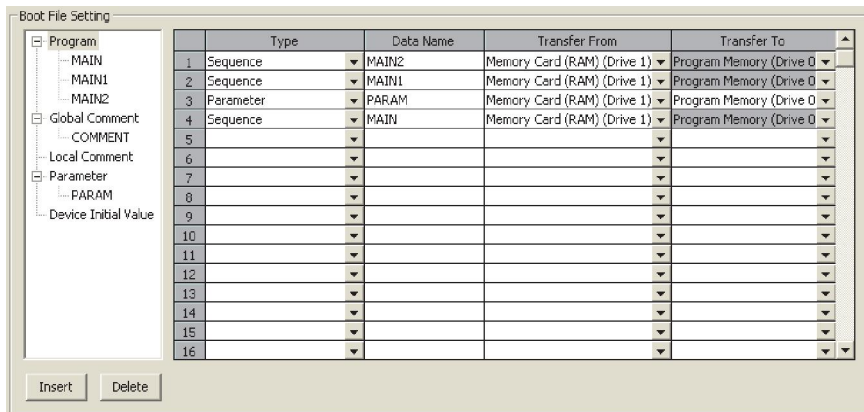 Boot File Setting
Program
MAIN
MAIN1
MAIN2
Global Comment
COMMENT
Local Comment
Parameter
PARAM
Device Initial Value
Type Data Name Transfer From Transfer To
1 Sequence MAIN2 Memory Card (RAM) (Drive 1) Program Memory (Drive 0
2 Sequence MAIN1 Memory Card (RAM) (Drive 1) Program Memory (Drive 0
3 Parameter PARAM Memory Card (RAM) (Drive 1) Program Memory (Drive 0
4 Sequence MAIN Memory Card (RAM) (Drive 1) Program Memory (Drive 0
5
6
7
8
9
10
11
12
13
14
15
16
Insert Delete